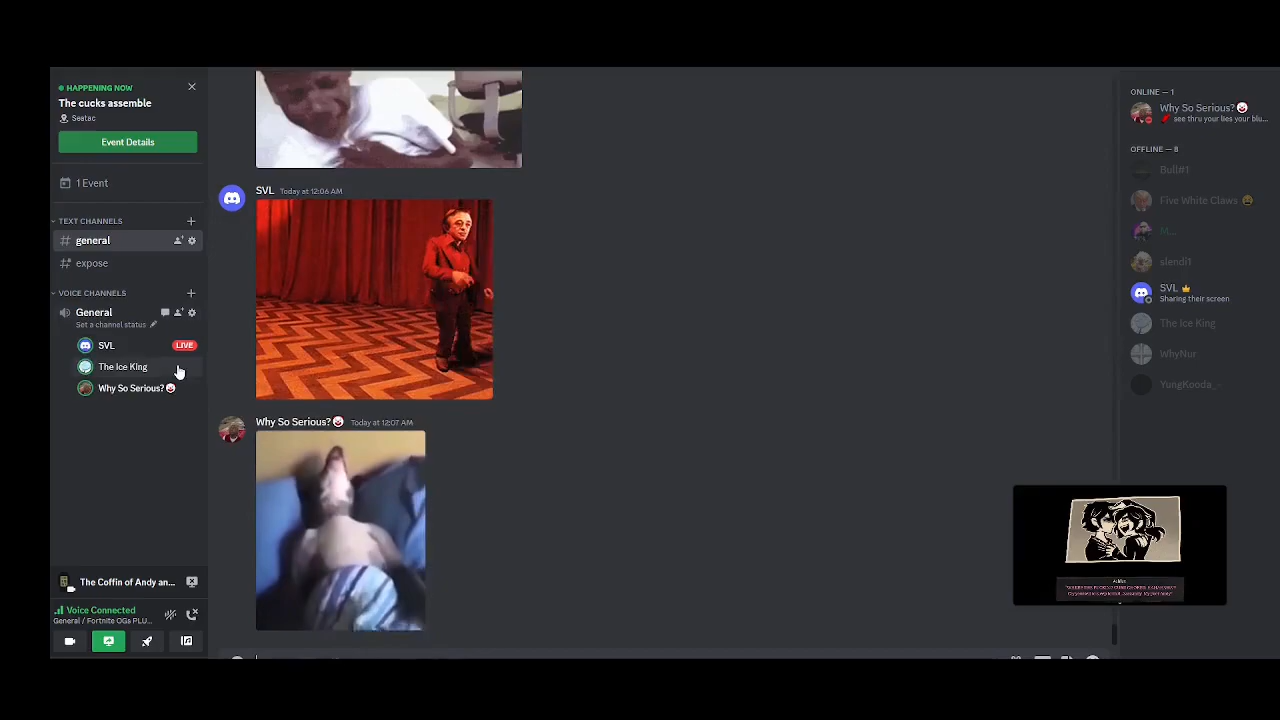 HAPPENING NOW
The cucks assemble
Seatac
Event Details
1 Event
TEXT CHANNELS
general
expose
VOICE CHANNELS
General
Set a channel status
SVL
LIVE
The Ice King
Why So Serious?
The Coffin of Andy an...
Voice Connected
General / Fortnite OGs PLU...
SVL Today at 12:06 AM
Why So Serious? Today at 12:07 AM
ONLINE — 1
Why So Serious?
see thru your lies your blu...
OFFLINE — 8
Bull#1
Five White Claws
M...
slendi1
SVL
Sharing their screen
The Ice King
WhyNur
YungKooda_-
Ashley